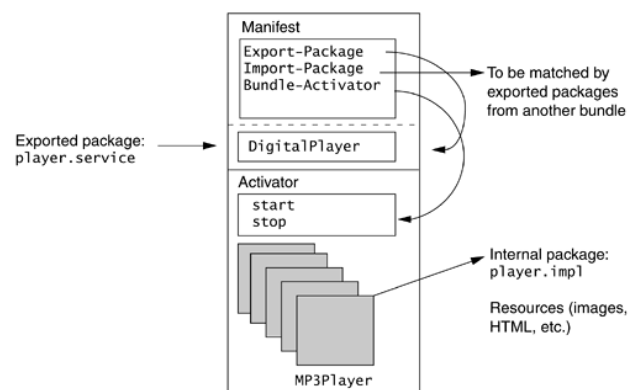 Manifest
Export-Package
Import-Package
Bundle-Activator
To be matched by
exported packages
from another bundle
Exported package:
player.service
DigitalPlayer
Activator
start
stop
Internal package:
player.impl
Resources (images,
HTML, etc.)
MP3Player